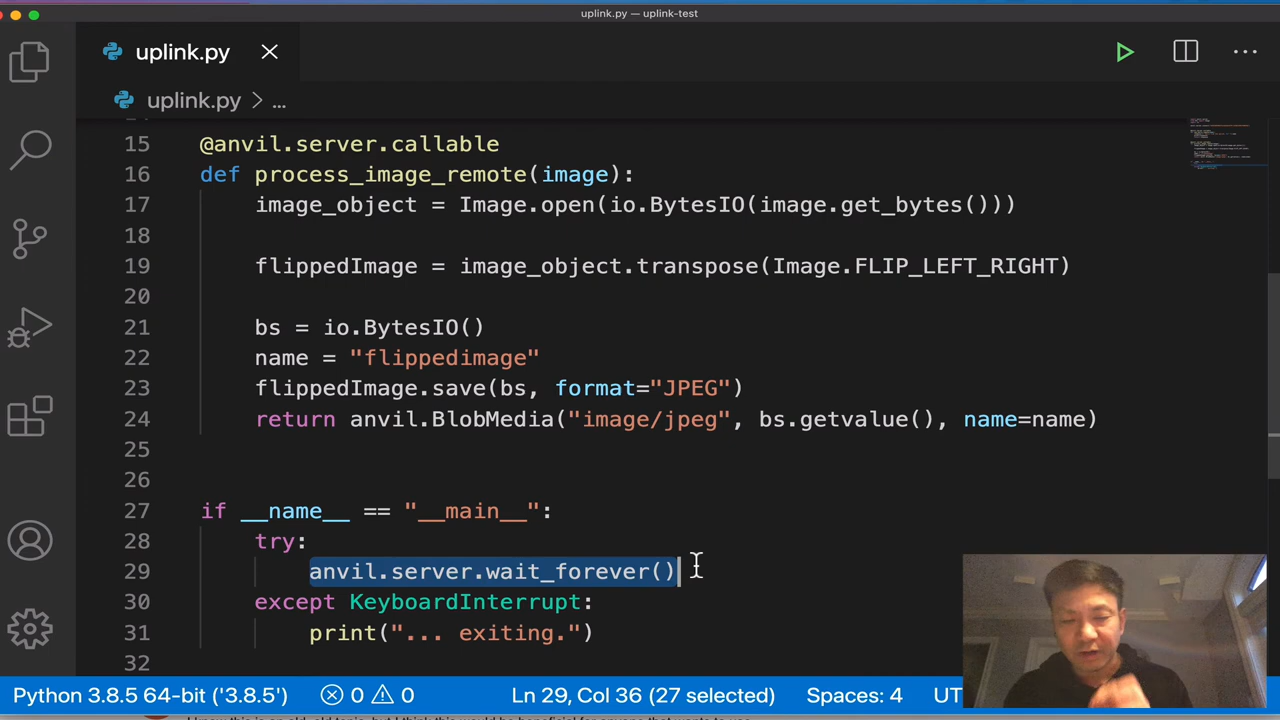 uplink.py — uplink-test
uplink.py
uplink.py > ...
15 @anvil.server.callable
16 def process_image_remote(image):
17 image_object = Image.open(io.BytesIO(image.get_bytes()))
18
19 flippedImage = image_object.transpose(Image.FLIP_LEFT_RIGHT)
20
21 bs = io.BytesIO()
22 name = "flippedimage"
23 flippedImage.save(bs, format="JPEG")
24 return anvil.BlobMedia("image/jpeg", bs.getvalue(), name=name)
25
26
27 if __name__ == "__main__":
28 try:
29 anvil.server.wait_forever()
30 except KeyboardInterrupt:
31 print("... exiting.")
32
Python 3.8.5 64-bit ('3.8.5') 0 0 Ln 29, Col 36 (27 selected) Spaces: 4 UT